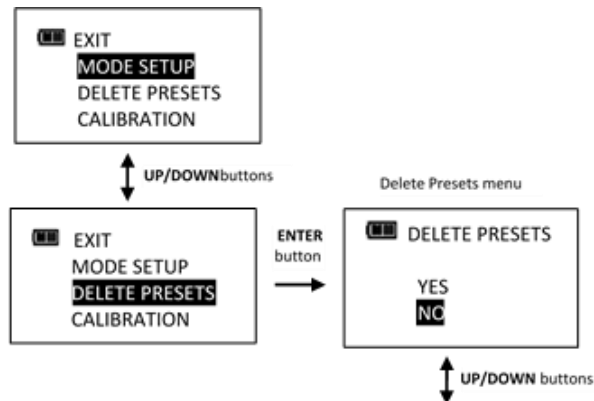 EXIT
MODE SETUP
DELETE PRESETS
CALIBRATION
UP/DOWNbuttons
Delete Presets menu
EXIT
MODE SETUP
DELETE PRESETS
CALIBRATION
ENTER
button
DELETE PRESETS
YES
NO
UP/DOWN buttons